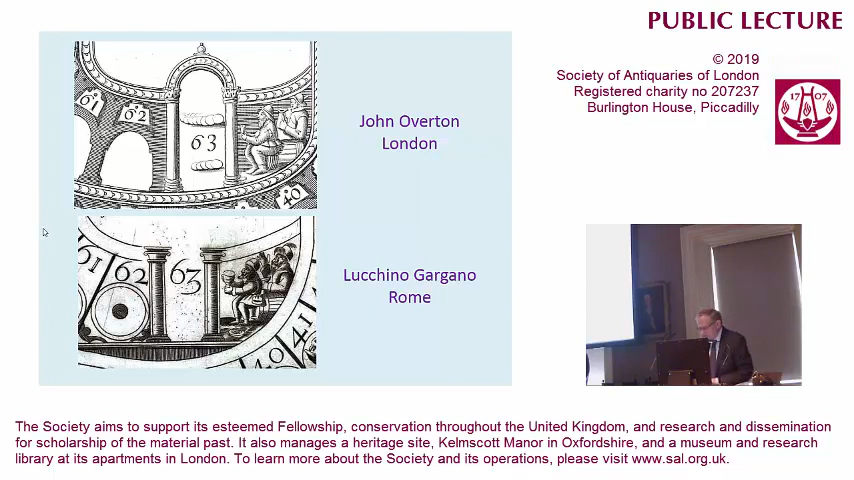 PUBLIC LECTURE
© 2019
Society of Antiquaries of London
Registered charity no 207237
Burlington House, Piccadilly
17 07
61
62
63
40
John Overton
London
61
62
63
40
41
Lucchino Gargano
Rome
The Society aims to support its esteemed Fellowship, conservation throughout the United Kingdom, and research and dissemination
for scholarship of the material past. It also manages a heritage site, Kelmscott Manor in Oxfordshire, and a museum and research
library at its apartments in London. To learn more about the Society and its operations, please visit www.sal.org.uk.